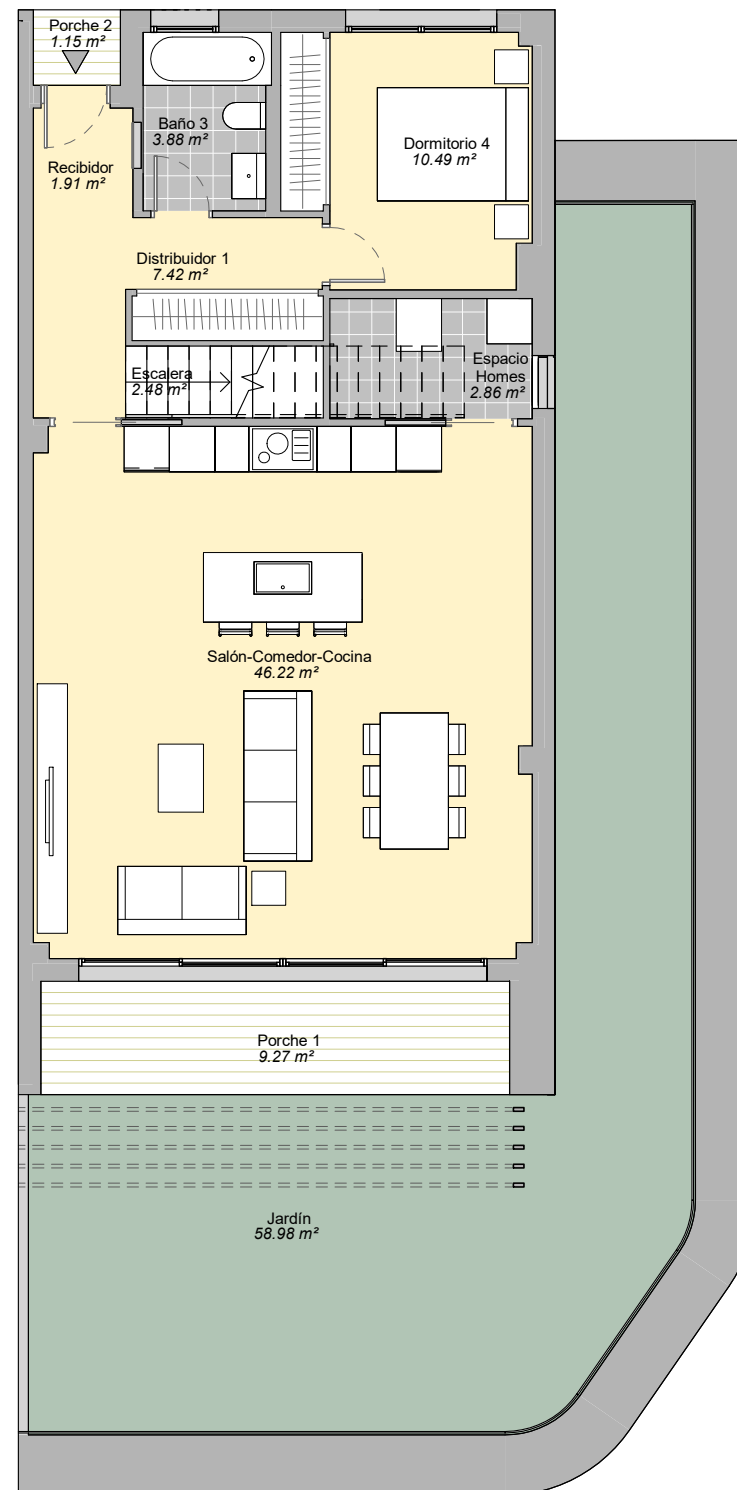 Porche 2
1.15 m²
Baño 3
3.88 m²
Dormitorio 4
10.49 m²
Recibidor
1.91 m²
Distribuidor 1
7.42 m²
Escalera
2.48 m²
Espacio
Homes
2.86 m²
Salón-Comedor-Cocina
46.22 m²
Porche 1
9.27 m²
Jardín
58.98 m²